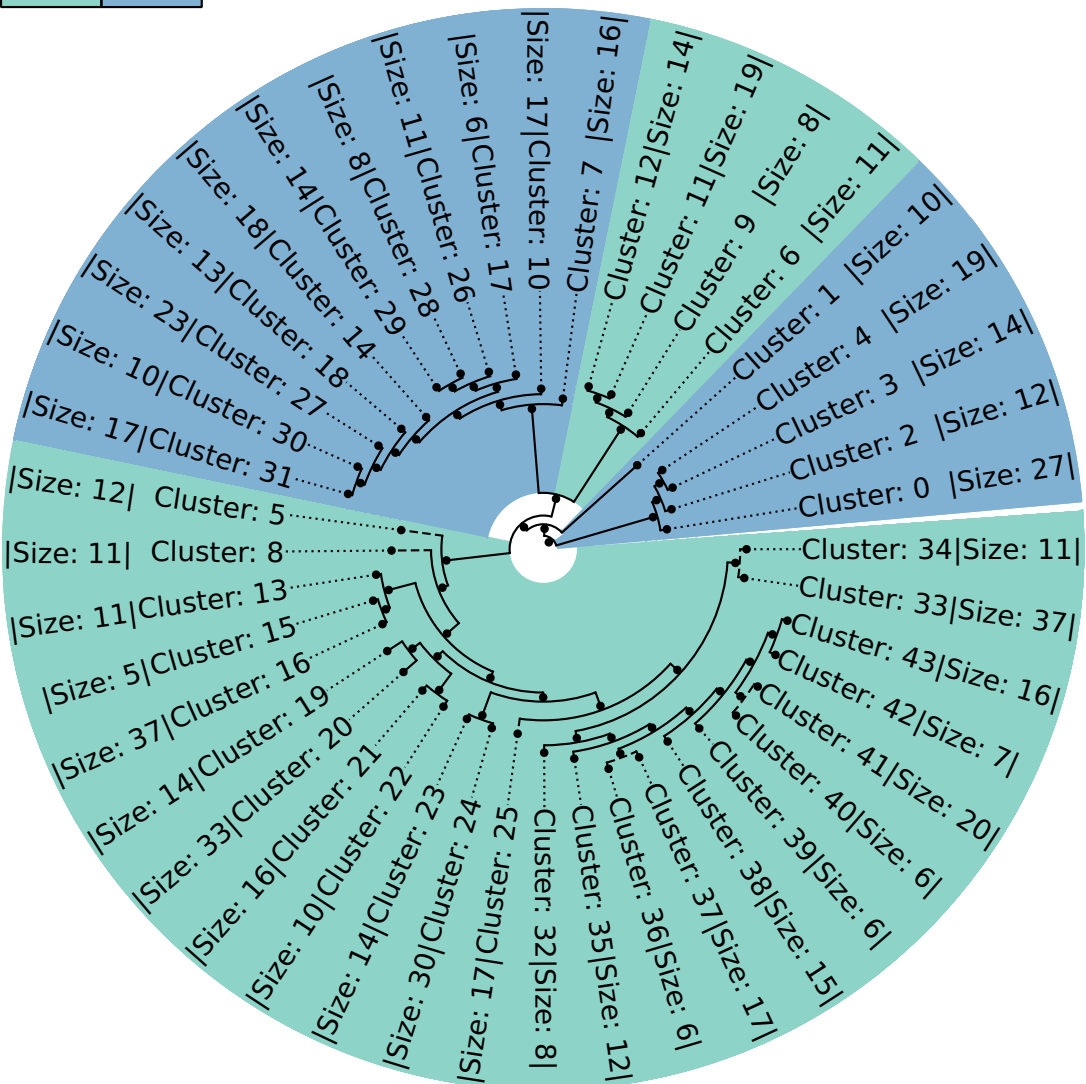 |Size: 16| Cluster: 7
Cluster: 12|Size: 14|
Cluster: 11|Size: 19|
Cluster: 9 |Size: 8|
Cluster: 6 |Size: 11|
Cluster: 1 |Size: 10|
Cluster: 4 |Size: 19|
Cluster: 3 |Size: 14|
Cluster: 2 |Size: 12|
Cluster: 0 |Size: 27|
Cluster: 34|Size: 11|
Cluster: 33|Size: 37|
Cluster: 43|Size: 16|
Cluster: 42|Size: 7|
Cluster: 41|Size: 20|
Cluster: 40|Size: 6|
Cluster: 39|Size: 6|
Cluster: 38|Size: 15|
Cluster: 37|Size: 17|
Cluster: 36|Size: 6|
Cluster: 35|Size: 12|
Cluster: 32|Size: 8|
|Size: 17|Cluster: 25
|Size: 30|Cluster: 24
|Size: 14|Cluster: 23
|Size: 10|Cluster: 22
|Size: 16|Cluster: 21
|Size: 33|Cluster: 20
|Size: 14|Cluster: 19
|Size: 37|Cluster: 16
|Size: 5|Cluster: 15
|Size: 11|Cluster: 13
|Size: 11| Cluster: 8
|Size: 12| Cluster: 5
|Size: 17|Cluster: 31
|Size: 10|Cluster: 30
|Size: 23|Cluster: 27
|Size: 13|Cluster: 18
|Size: 18|Cluster: 14
|Size: 14|Cluster: 29
|Size: 8|Cluster: 28
|Size: 11|Cluster: 26
|Size: 6|Cluster: 17
|Size: 17|Cluster: 10